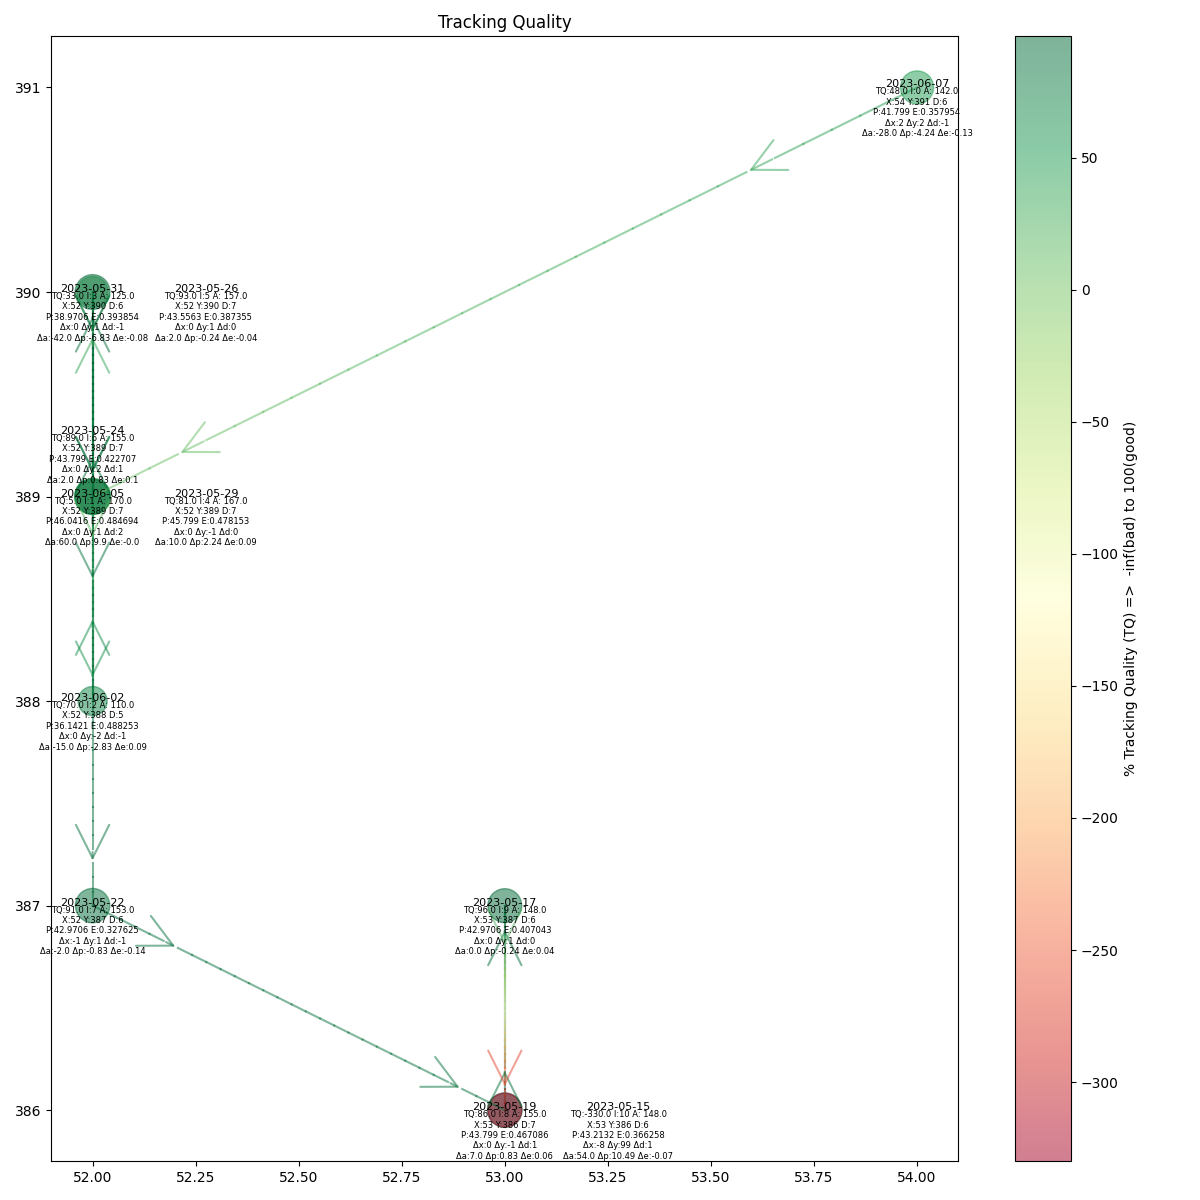 Tracking Quality
391
390
389
388
387
386
2023-06-07
TQ:48.0 I:0 A: 142.0
X:54 Y:391 D:6
P:41.799 E:0.357954
Δx:2 Δy:2 Δd:-1
Δa:-28.0 Δp:-4.24 Δe:-0.13
2023-05-31
TQ:33.0 I:3 A: 125.0
X:52 Y:390 D:6
P:38.9706 E:0.393854
Δx:0 Δy:1 Δd:-1
Δa:-42.0 Δp:-6.83 Δe:-0.08
2023-05-26
TQ:93.0 I:5 A: 157.0
X:52 Y:390 D:7
P:43.5563 E:0.387355
Δx:0 Δy:1 Δd:0
Δa:2.0 Δp:-0.24 Δe:-0.04
2023-05-24
TQ:89.0 I:6 A: 155.0
X:52 Y:389 D:7
P:43.799 E:0.422707
Δx:0 Δy:2 Δd:1
Δa:2.0 Δp:0.83 Δe:0.1
2023-06-05
TQ:5.0 I:1 A: 170.0
X:52 Y:389 D:7
P:46.0416 E:0.484694
Δx:0 Δy:1 Δd:2
Δa:60.0 Δp:9.9 Δe:-0.0
2023-05-29
TQ:81.0 I:4 A: 167.0
X:52 Y:389 D:7
P:45.799 E:0.478153
Δx:0 Δy:-1 Δd:0
Δa:10.0 Δp:2.24 Δe:0.09
2023-06-02
TQ:70.0 I:2 A: 110.0
X:52 Y:388 D:5
P:36.1421 E:0.488253
Δx:0 Δy:-2 Δd:-1
Δa:-15.0 Δp:-2.83 Δe:0.09
2023-05-22
TQ:91.0 I:7 A: 153.0
X:52 Y:387 D:6
P:42.9706 E:0.327625
Δx:-1 Δy:1 Δd:-1
Δa:-2.0 Δp:-0.83 Δe:-0.14
2023-05-17
TQ:96.0 I:9 A: 148.0
X:53 Y:387 D:6
P:42.9706 E:0.407043
Δx:0 Δy:1 Δd:0
Δa:0.0 Δp:-0.24 Δe:0.04
2023-05-19
TQ:86.0 I:8 A: 155.0
X:53 Y:386 D:7
P:43.799 E:0.467086
Δx:0 Δy:-1 Δd:1
Δa:7.0 Δp:0.83 Δe:0.06
2023-05-15
TQ:-330.0 I:10 A: 148.0
X:53 Y:386 D:6
P:43.2132 E:0.366258
Δx:-8 Δy:99 Δd:1
Δa:54.0 Δp:10.49 Δe:-0.07
52.00
52.25
52.50
52.75
53.00
53.25
53.50
53.75
54.00
50
0
−50
−100
−150
−200
−250
−300
% Tracking Quality (TQ) => -inf(bad) to 100(good)